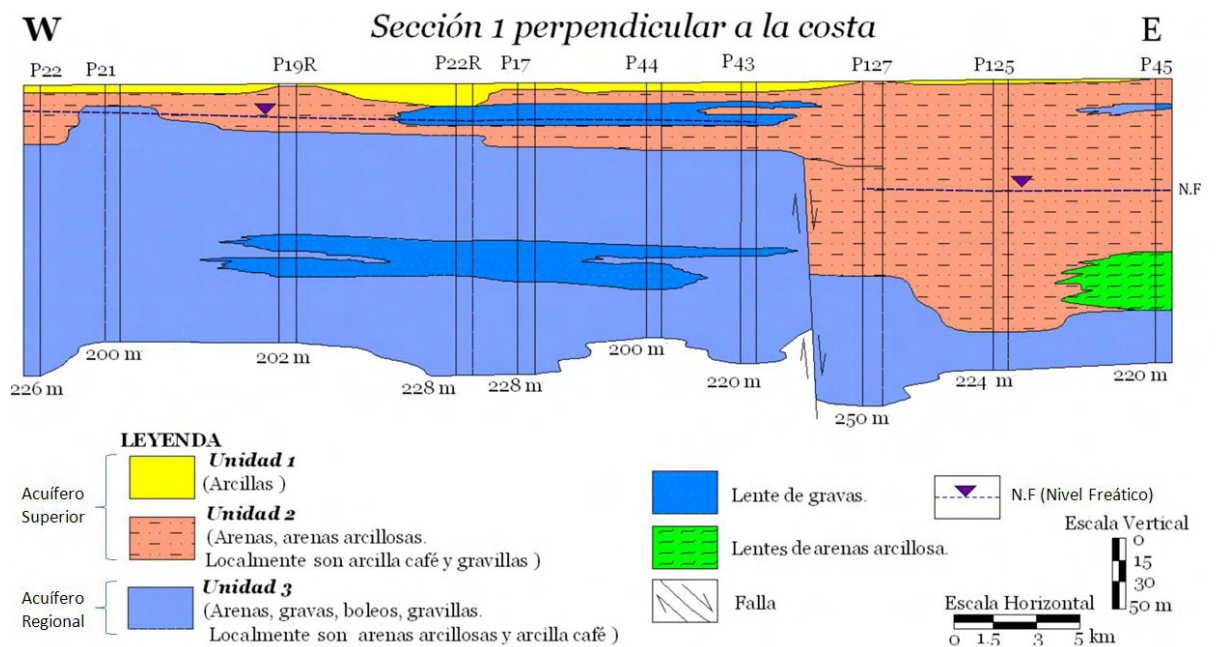 W
Sección 1 perpendicular a la costa
E
P22 P21 P19R P22R P17 P44 P43 P127 P125 P45
N.F
226 m
200 m
202 m
228 m
228 m
200 m
220 m
250 m
224 m
220 m
LEYENDA
Acuífero
Superior
Unidad 1
(Arcillas )
Unidad 2
(Arenas, arenas arcillosas.
Localmente son arcilla café y gravillas )
Acuífero
Regional
Unidad 3
(Arenas, gravas, boleos, gravillas.
Localmente son arenas arcillosas y arcilla café )
Lente de gravas.
Lentes de arenas arcillosa.
Falla
N.F (Nivel Freático)
Escala Vertical
0
15
30
50 m
Escala Horizontal
0 1.5 3 5 km